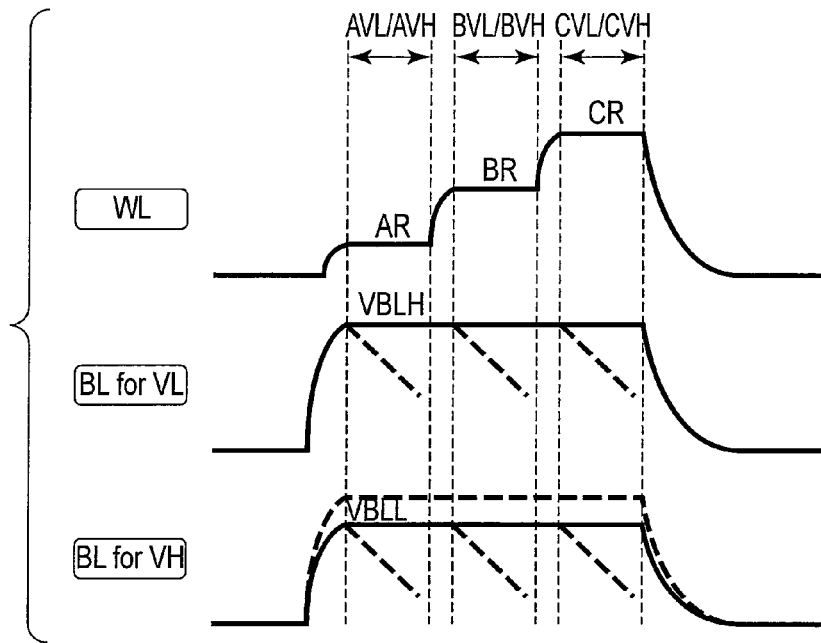 AVL/AVH BVL/BVH CVL/CVH
CR
BR
WL
AR
VBLH
BL for VL
VBLL
BL for VH